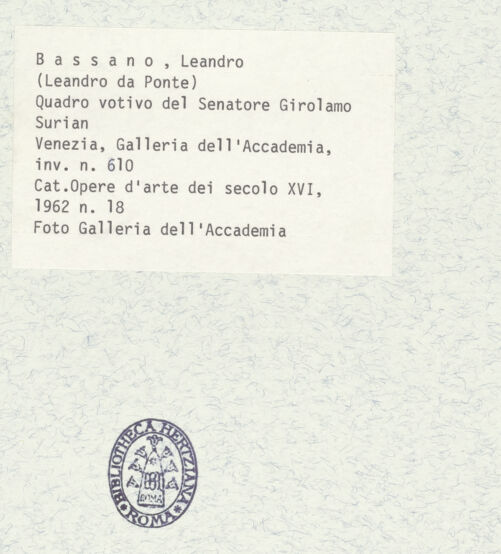 B a s s a n o , Leandro
(Leandro da Ponte)
Quadro votivo del Senatore Girolamo
Surian
Venezia, Galleria dell'Accademia,
inv. n. 610
Cat.Opere d'arte dei secolo XVI,
1962 n. 18
Foto Galleria dell'Accademia
BIBLIOTHECA HERTZIANA
ROMA
ROMA